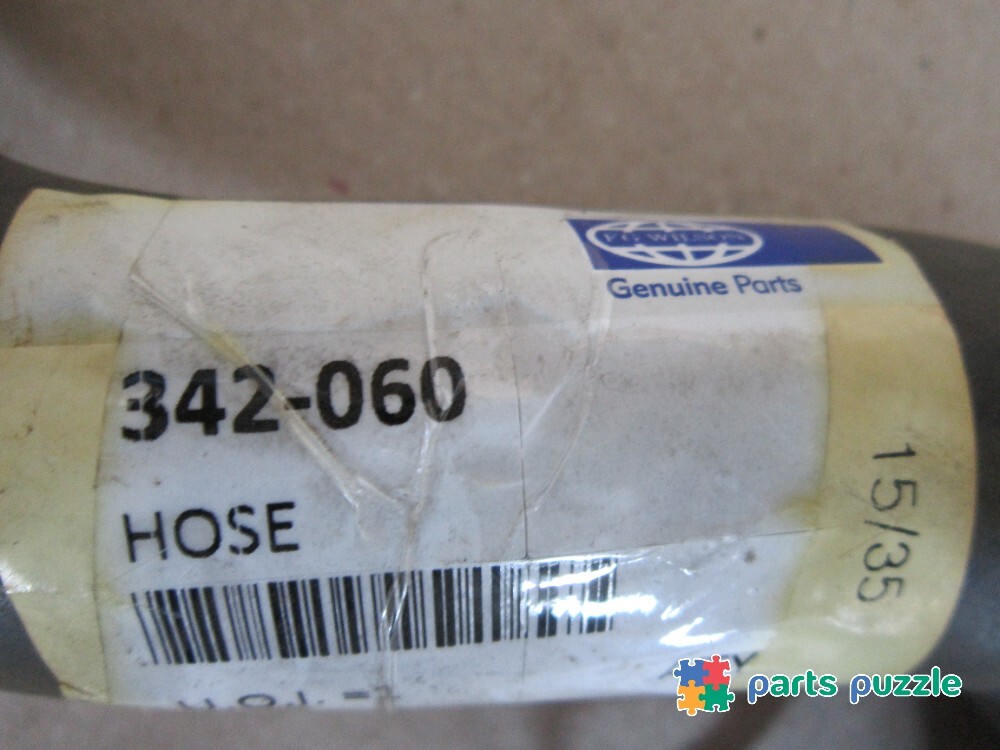 FG WILSON
Genuine Parts
342-060
HOSE
15/35
parts puzzle